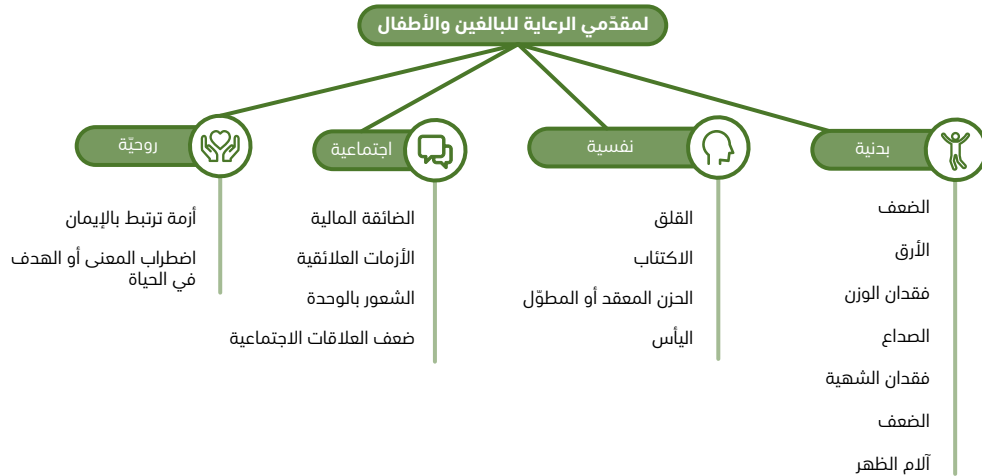 لمقدّمي الرعاية للبالغين والأطفال
بدنية
الضعف
الأرق
فقدان الوزن
الصداع
فقدان الشهية
الضعف
آلام الظهر
نفسية
القلق
الاكتئاب
الحزن المعقد أو المطوّل
اليأس
اجتماعية
الضائقة المالية
الأزمات العلائقية
الشعور بالوحدة
ضعف العلاقات الاجتماعية
روحيّة
أزمة ترتبط بالإيمان
اضطراب المعنى أو الهدف
في الحياة